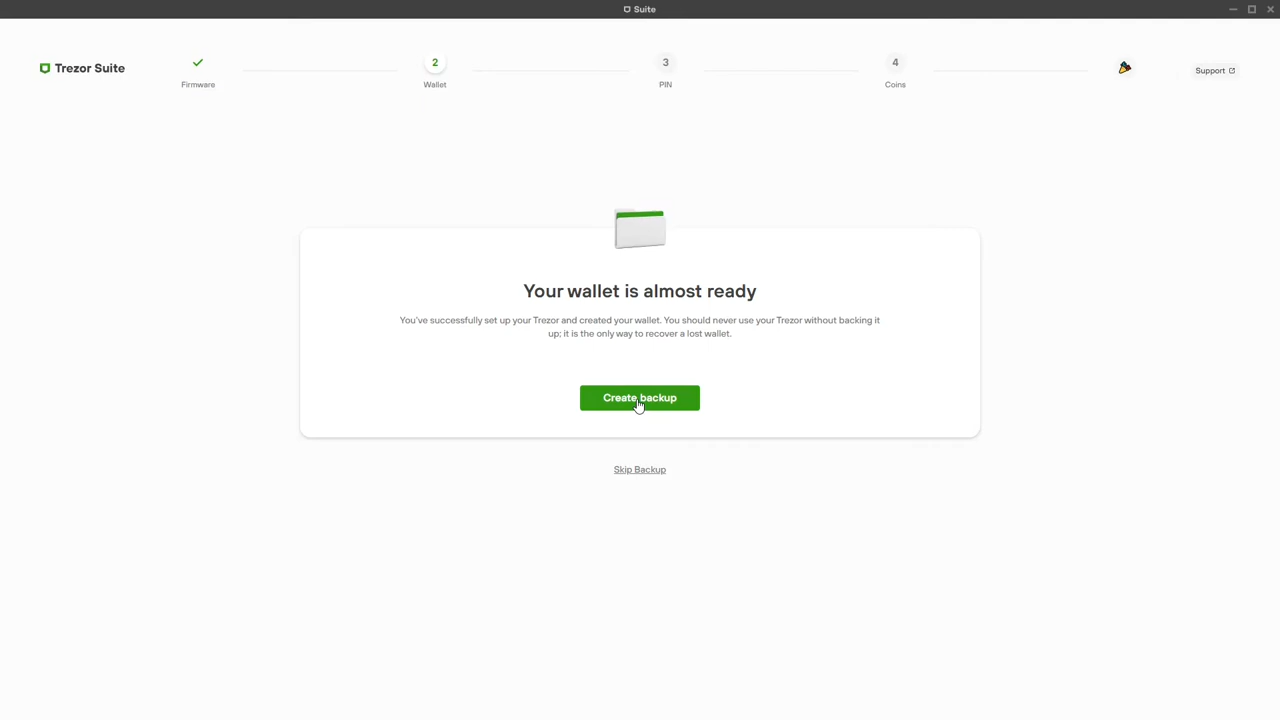 Suite
Trezor Suite
2
3
4
Support
Firmware
Wallet
PIN
Coins
Your wallet is almost ready
You've successfully set up your Trezor and created your wallet. You should never use your Trezor without backing it
up; it is the only way to recover a lost wallet.
Create backup
Skip Backup